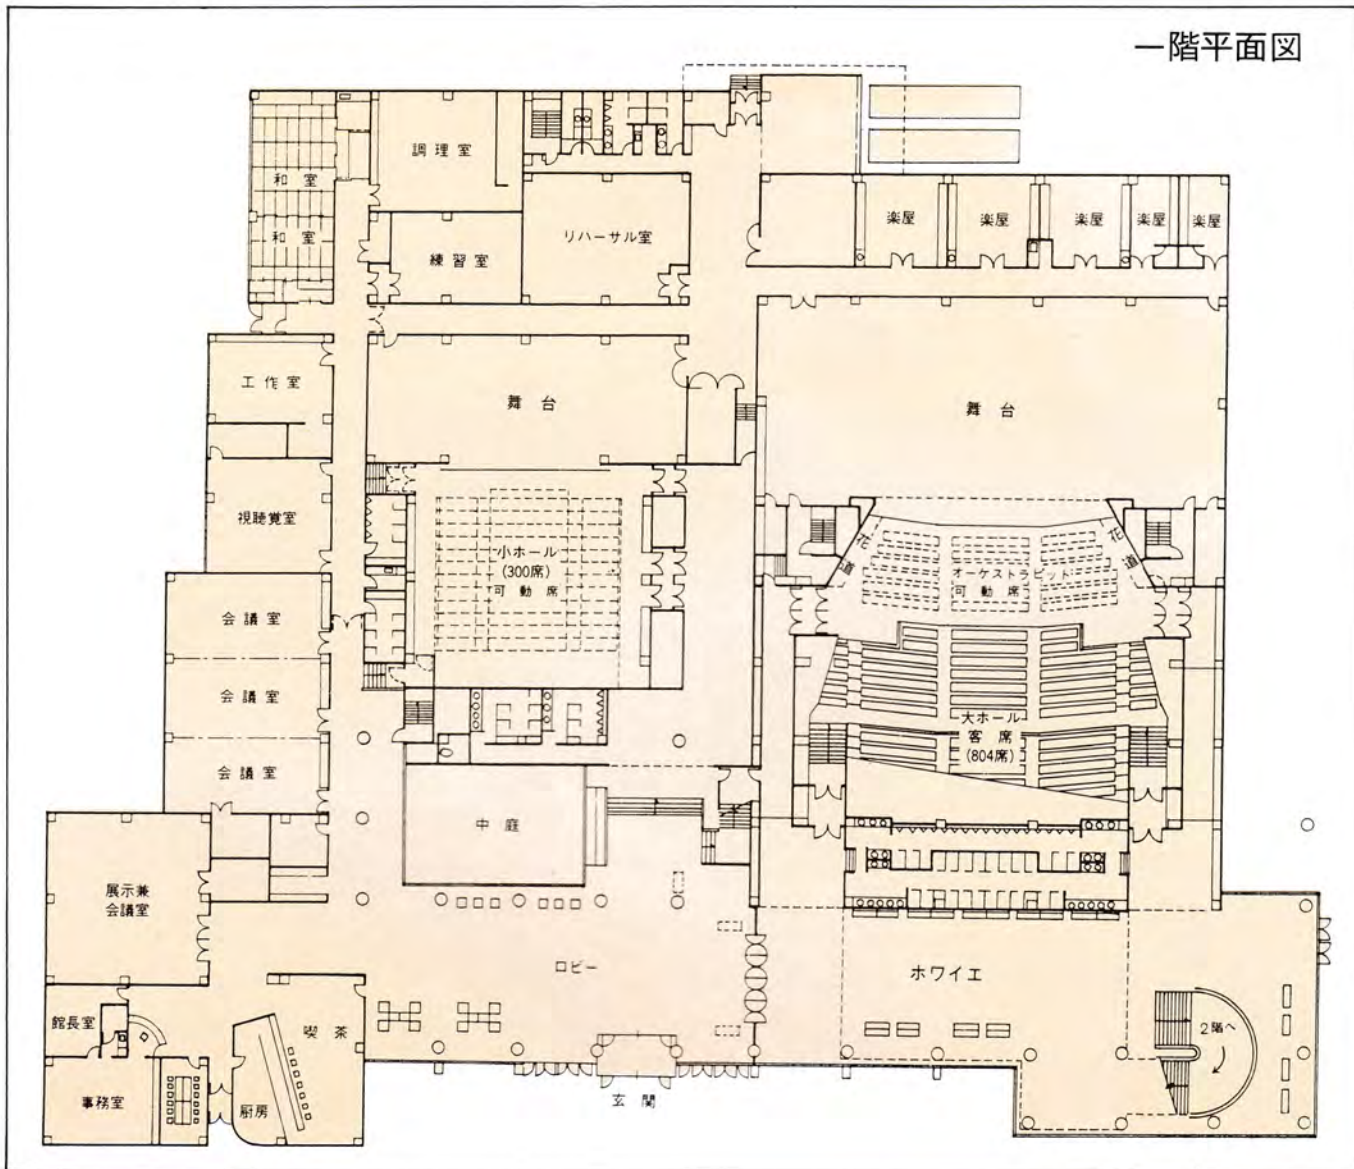 一階平面図
調理室
和室
和室
練習室
リハーサル室
楽屋
楽屋
楽屋
楽屋
楽屋
工作室
舞台
舞台
視聴覚室
小ホール
(300席)
可動席
花道
花道
オーケストラピット
可動席
会議室
会議室
会議室
大ホール
客席
(804席)
中庭
展示兼
会議室
ロビー
ホワイエ
館長室
喫茶
2階へ
事務室
厨房
玄関